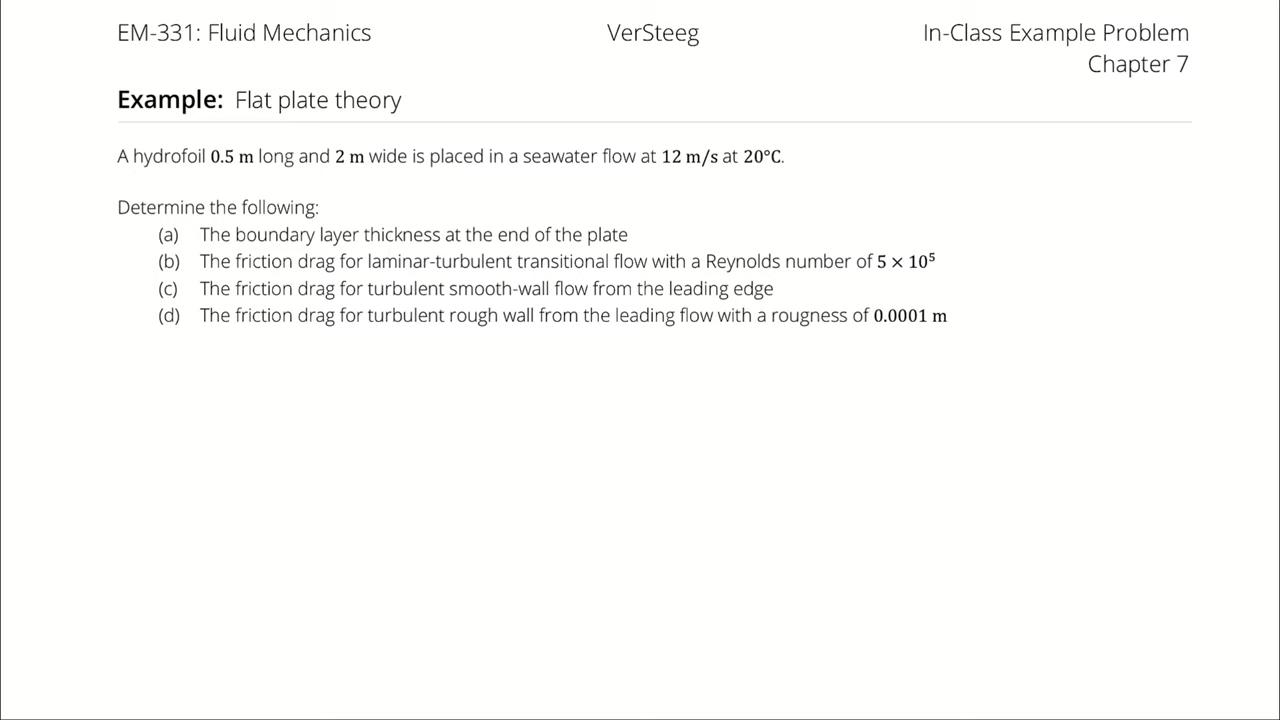 EM-331: Fluid Mechanics VerSteeg In-Class Example Problem
Chapter 7
Example: Flat plate theory
A hydrofoil 0.5 m long and 2 m wide is placed in a seawater flow at 12 m/s at 20°C.
Determine the following:
(a) The boundary layer thickness at the end of the plate
(b) The friction drag for laminar-turbulent transitional flow with a Reynolds number of 5 × 10⁵
(c) The friction drag for turbulent smooth-wall flow from the leading edge
(d) The friction drag for turbulent rough wall from the leading flow with a rougness of 0.0001 m